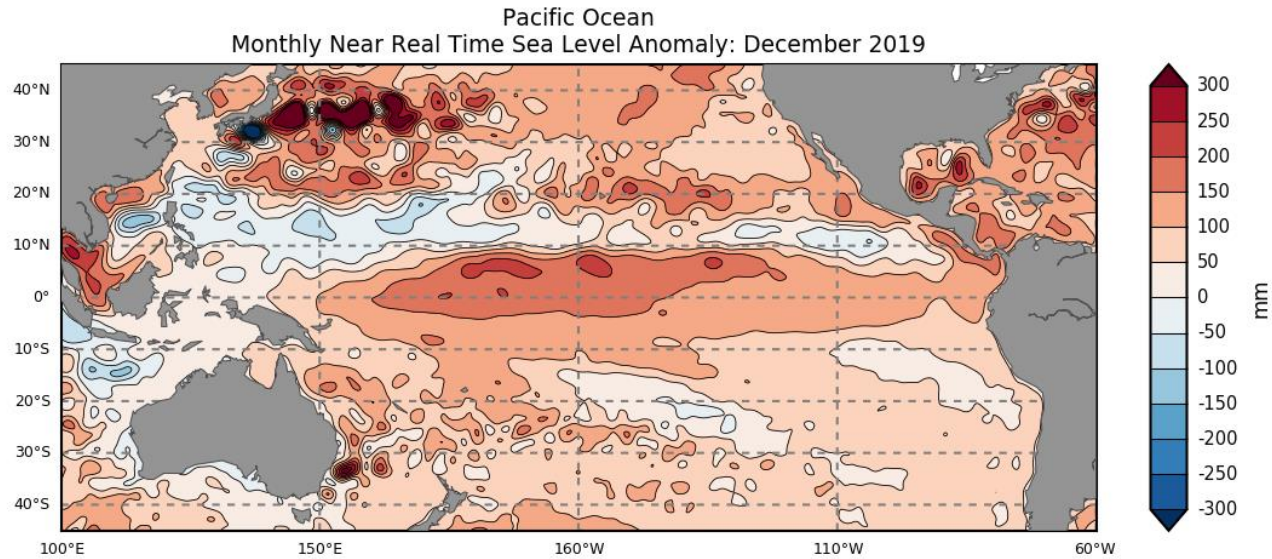 Pacific Ocean
Monthly Near Real Time Sea Level Anomaly: December 2019
40°N
30°N
20°N
10°N
0°
10°S
20°S
30°S
40°S
100°E 150°E 160°W 110°W 60°W
300
250
200
150
100
50
0
-50
-100
-150
-200
-250
-300
mm